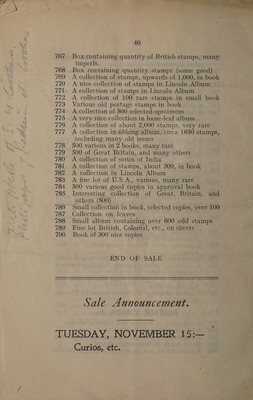 40
767 Box containing quantity of British stamps, many
imperfs.
768 Box containing quantity stamps (some good)
769 A collection of stamps, upwards of 1,000, in book
770 A nice collection of stamps in Lincoln Album
771 A collection of stamps in Lincoln Album
772 A collection of 100 rare stamps in small book
773 Various old postage stamps in book
774 A collection of 500 selected specimens
775 A very nice collection in loose-leaf album
776 A collection of about 2,000 stamps, very rare
777 A collection in oblong album, circa 1650 stamps,
including many old issues
778 500 various in 2 books, many rare
779 500 of Great Britain, and many others
780 A collection of series of India
781 A collection of stamps, about 300, in book
782 A collection in Lincoln Album
783 A fine lot of U.S.A., various, many rare
784 500 various good copies in approval book
785 Interesting collection of Great Britain, and
others (500)
786 Small collection in book, selected copies, over 100
787 Collection on leaves
788 Small album containing over 600 odd stamps
789 Fine lot British, Colonial, etc., on sheets
790 Book of 300 nice copies
END OF SALE
Sale Announcement.
TUESDAY, NOVEMBER 15:—
Curios, etc.